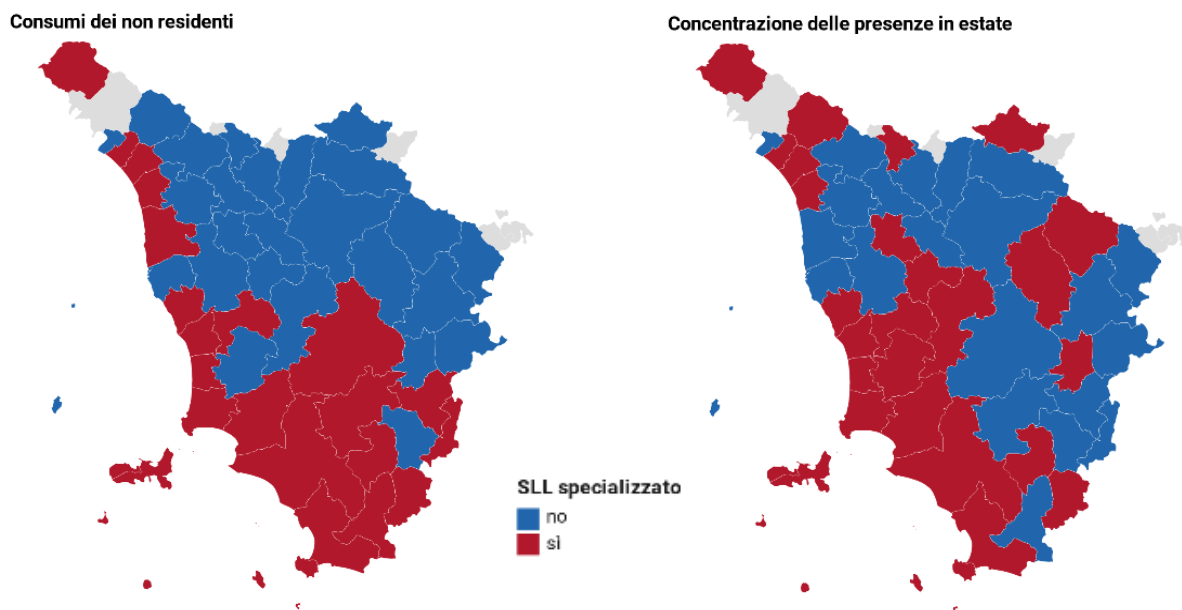 Consumi dei non residenti
Concentrazione delle presenze in estate
SLL specializzato
no
sì